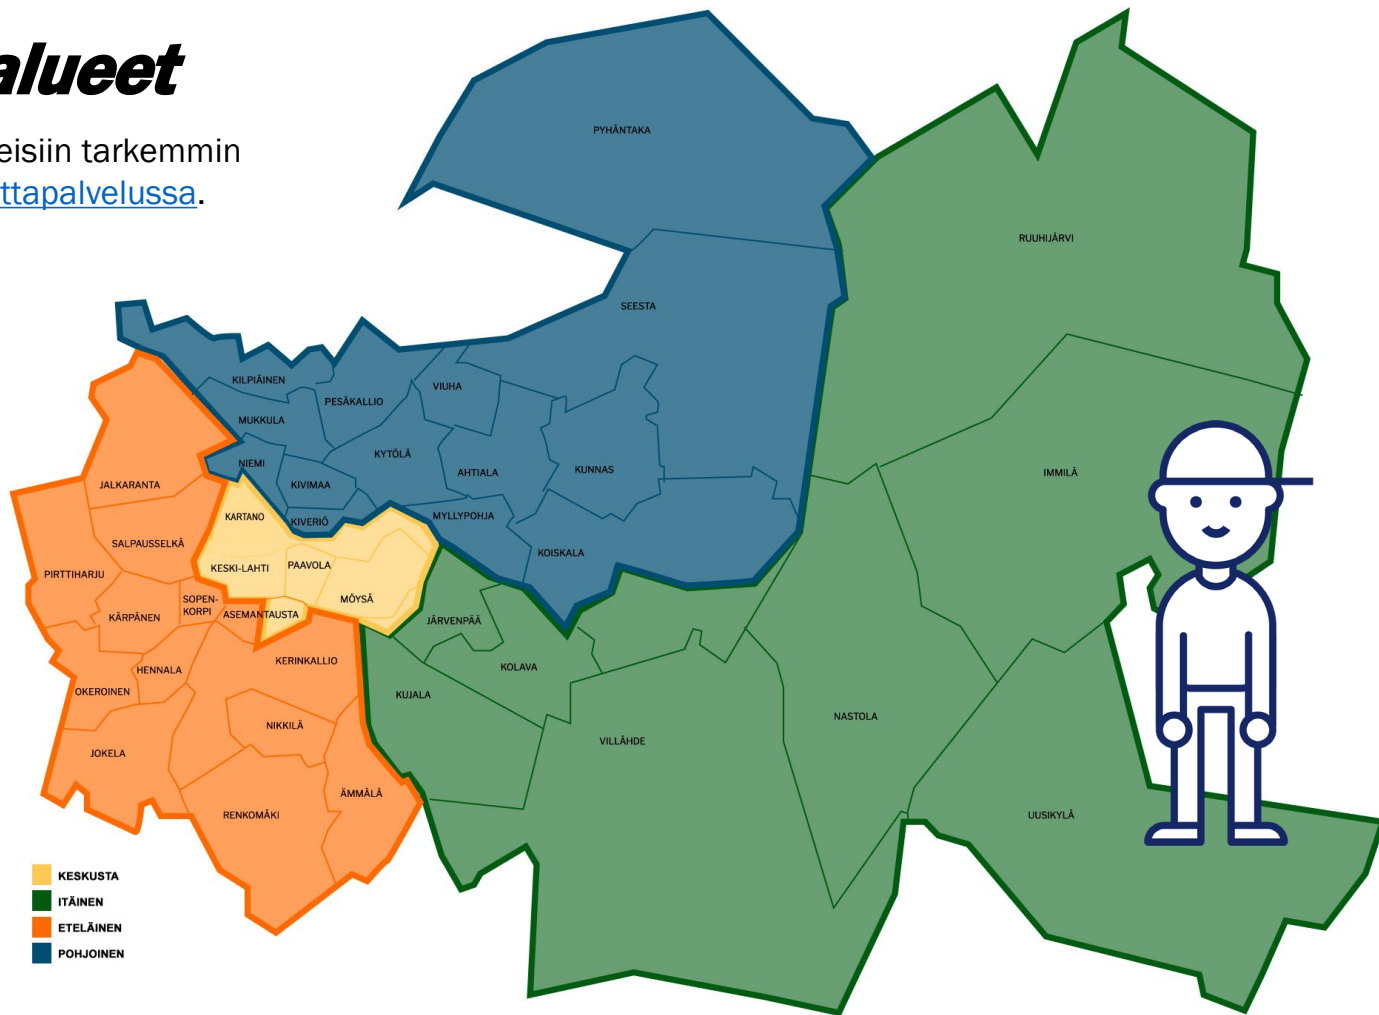 alueet
eisiin tarkemmin
ttapalvelussa.
PYHÄNTAKA
RUUHIJÄRVI
SEESTA
KILPIÄINEN
PESÄKALLIO
VIUHA
MUKKULA
KYTÖLÄ
NIEMI
KIVIMAA
AHTIALA
KUNNAS
IMMILÄ
JALKARANTA
KARTANO
KIVERIÖ
MYLLYPOHJA
SALPAUSSELKÄ
KOISKALA
PIRTTIHARJU
KESKI-LAHTI
PAAVOLA
SOPEN-
KORPI
MÖYSÄ
KÄRPÄNEN
ASEMANTAUSTA
JÄRVENPÄÄ
HENNALA
KERINKALLIO
KOLAVA
OKEROINEN
KUJALA
NIKKILÄ
NASTOLA
JOKELA
VILLÄHDE
ÄMMÄLÄ
RENKOMÄKI
UUSIKYLÄ
KESKUSTA
ITÄINEN
ETELÄINEN
POHJOINEN